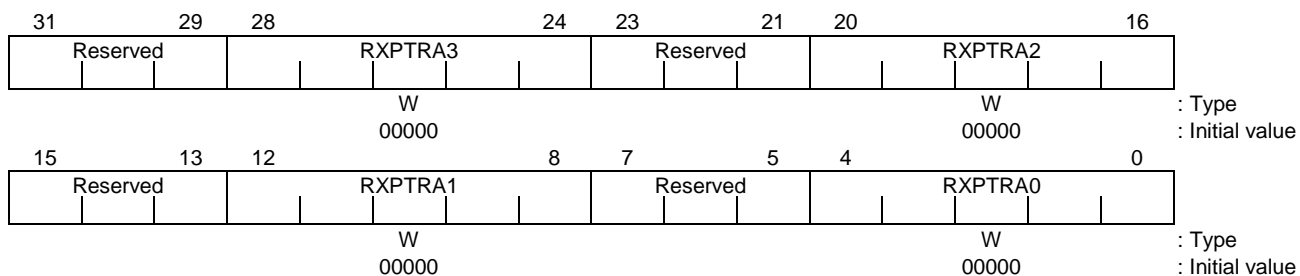 31 29 28 24 23 21 20 16
Reserved RXPTRA3 Reserved RXPTRA2
W W : Type
00000 00000 : Initial value
15 13 12 8 7 5 4 0
Reserved RXPTRA1 Reserved RXPTRA0
W W : Type
00000 00000 : Initial value